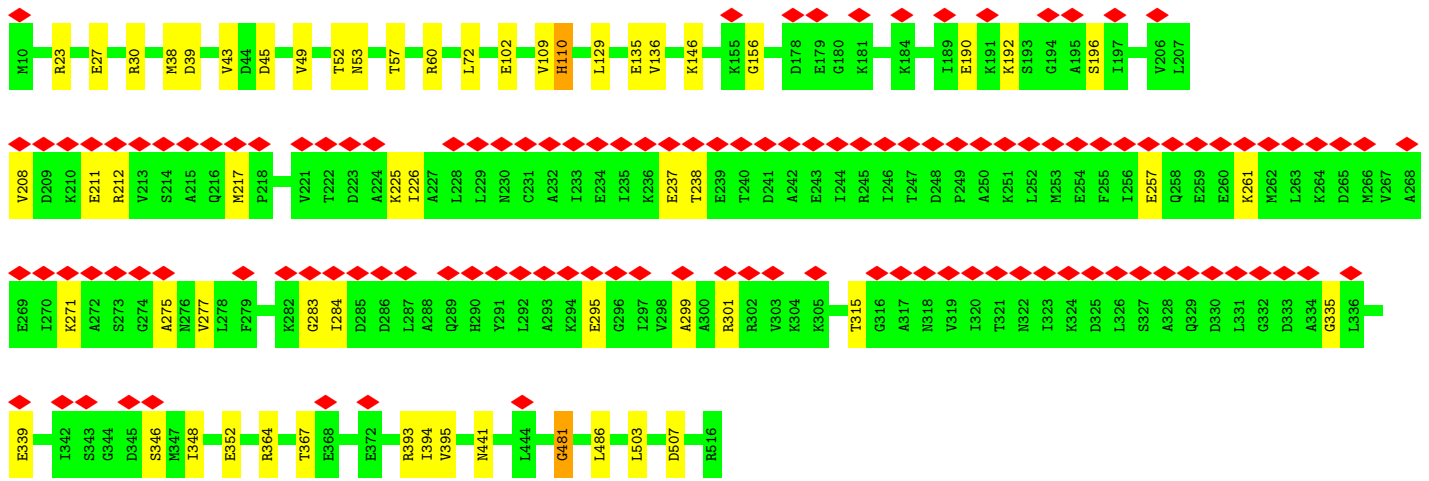 M10 R23 E27 R30 M38 D39 V43 D44 D45 V49 T52 N53 T57 R60 L72 E102 V109 H110 L129 E135 V136 K146 K155 G156 D178 E179 G180 K181 K184 I189 E190 K191 K192 S193 G194 A195 S196 I197 V206 L207
V208 D209 K210 E211 R212 V213 S214 A215 Q216 M217 P218 V221 T222 D223 A224 K225 I226 A227 L228 L229 N230 C231 A232 I233 E234 I235 K236 E237 T238 E239 T240 D241 A242 E243 I244 R245 I246 T247 D248 P249 A250 K251 L252 M253 E254 F255 I256 E257 Q258 E259 E260 K261 M262 L263 K264 D265 M266 V267 A268
E269 I270 K271 A272 S273 G274 A275 N276 V277 L278 F279 K282 G283 I284 D285 D286 L287 A288 Q289 H290 Y291 L292 A293 K294 E295 G296 I297 V298 A299 A300 R301 R302 V303 K304 K305 T315 G316 A317 N318 V319 I320 T321 N322 I323 K324 D325 L326 S327 A328 Q329 D330 L331 G332 D333 A334 G335 L336
E339 I342 S343 G344 D345 S346 M347 I348 E352 R364 T367 E368 E372 R393 I394 V395 N441 L444 G481 L486 L503 D507 R516